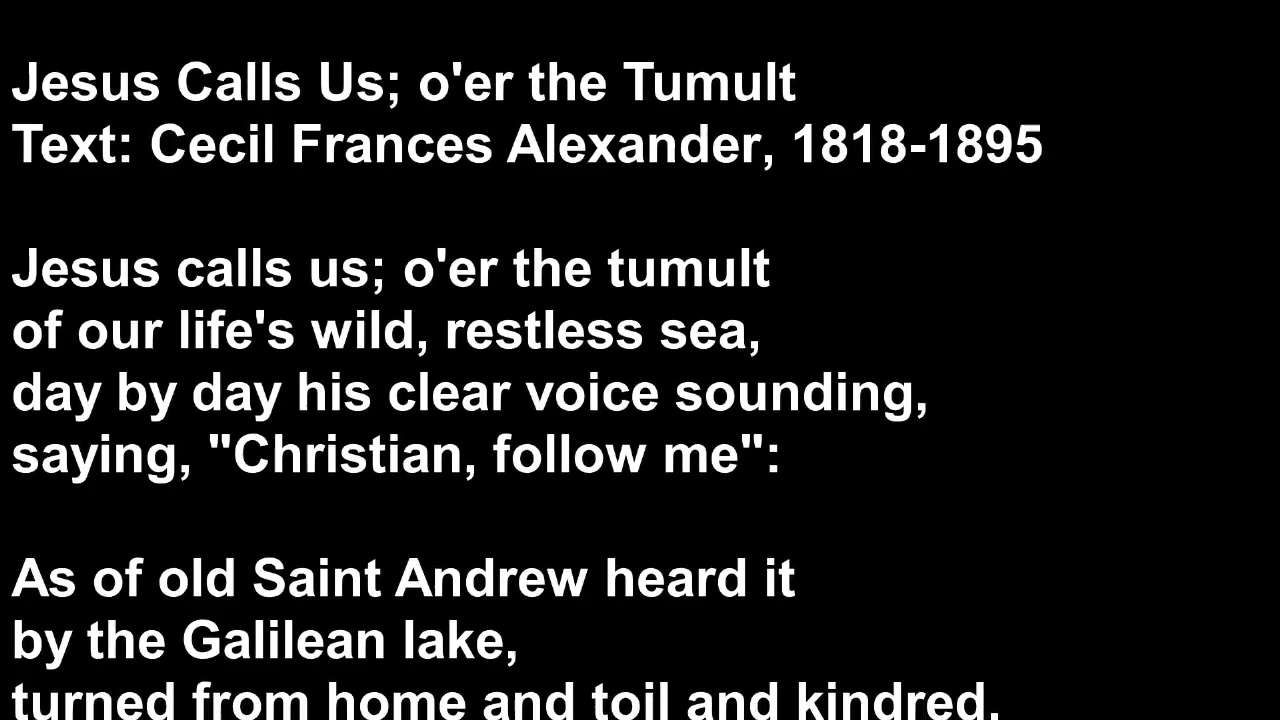 Jesus Calls Us; o'er the Tumult
Text: Cecil Frances Alexander, 1818-1895
Jesus calls us; o'er the tumult
of our life's wild, restless sea,
day by day his clear voice sounding,
saying, "Christian, follow me":
As of old Saint Andrew heard it
by the Galilean lake,
turned from home and toil and kindred,